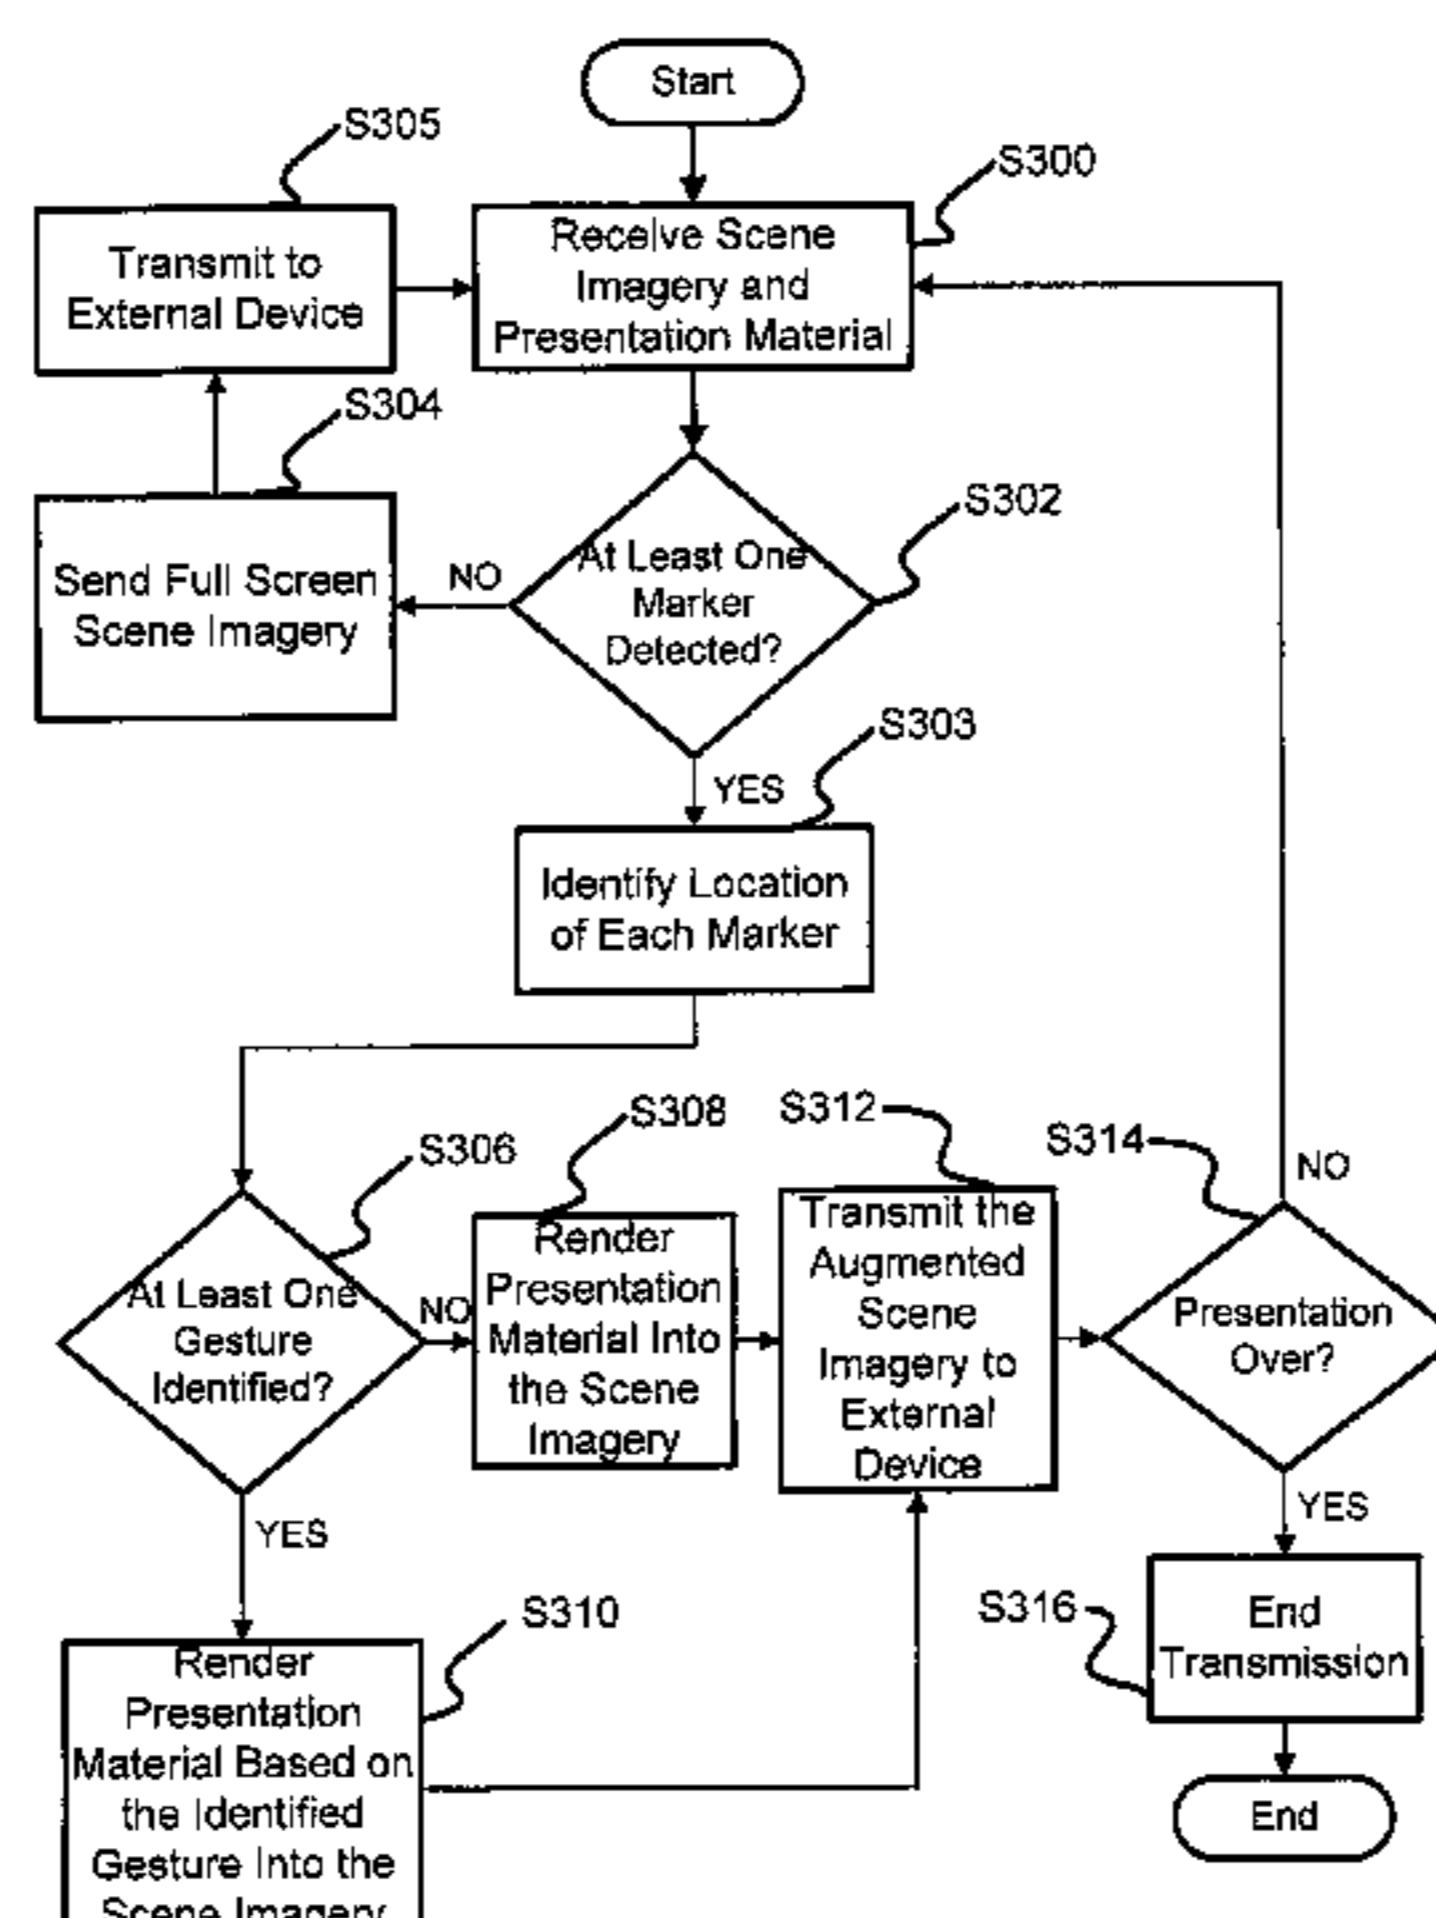 Start
S305
S300
Transmit to
External Device
Receive Scene
Imagery and
Presentation Material
S304
S302
Send Full Screen
Scene Imagery
NO
At Least One
Marker
Detected?
S303
YES
Identify Location
of Each Marker
S306
S308
S312
S314
NO
At Least One
Gesture
Identified?
NO
Render
Presentation
Material Into
the Scene
Imagery
Transmit the
Augmented
Scene
Imagery to
External
Device
Presentation
Over?
YES
YES
S310
S316
End
Transmission
Render
Presentation
Material Based on
the Identified
Gesture Into the
Scene Imagery
End